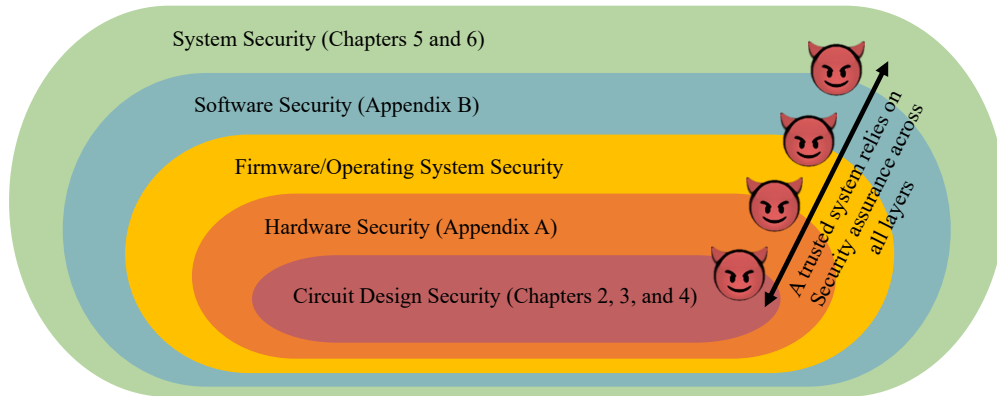 System Security (Chapters 5 and 6)
Software Security (Appendix B)
Firmware/Operating System Security
Hardware Security (Appendix A)
Circuit Design Security (Chapters 2, 3, and 4)
A trusted system relies on
Security assurance across
all layers